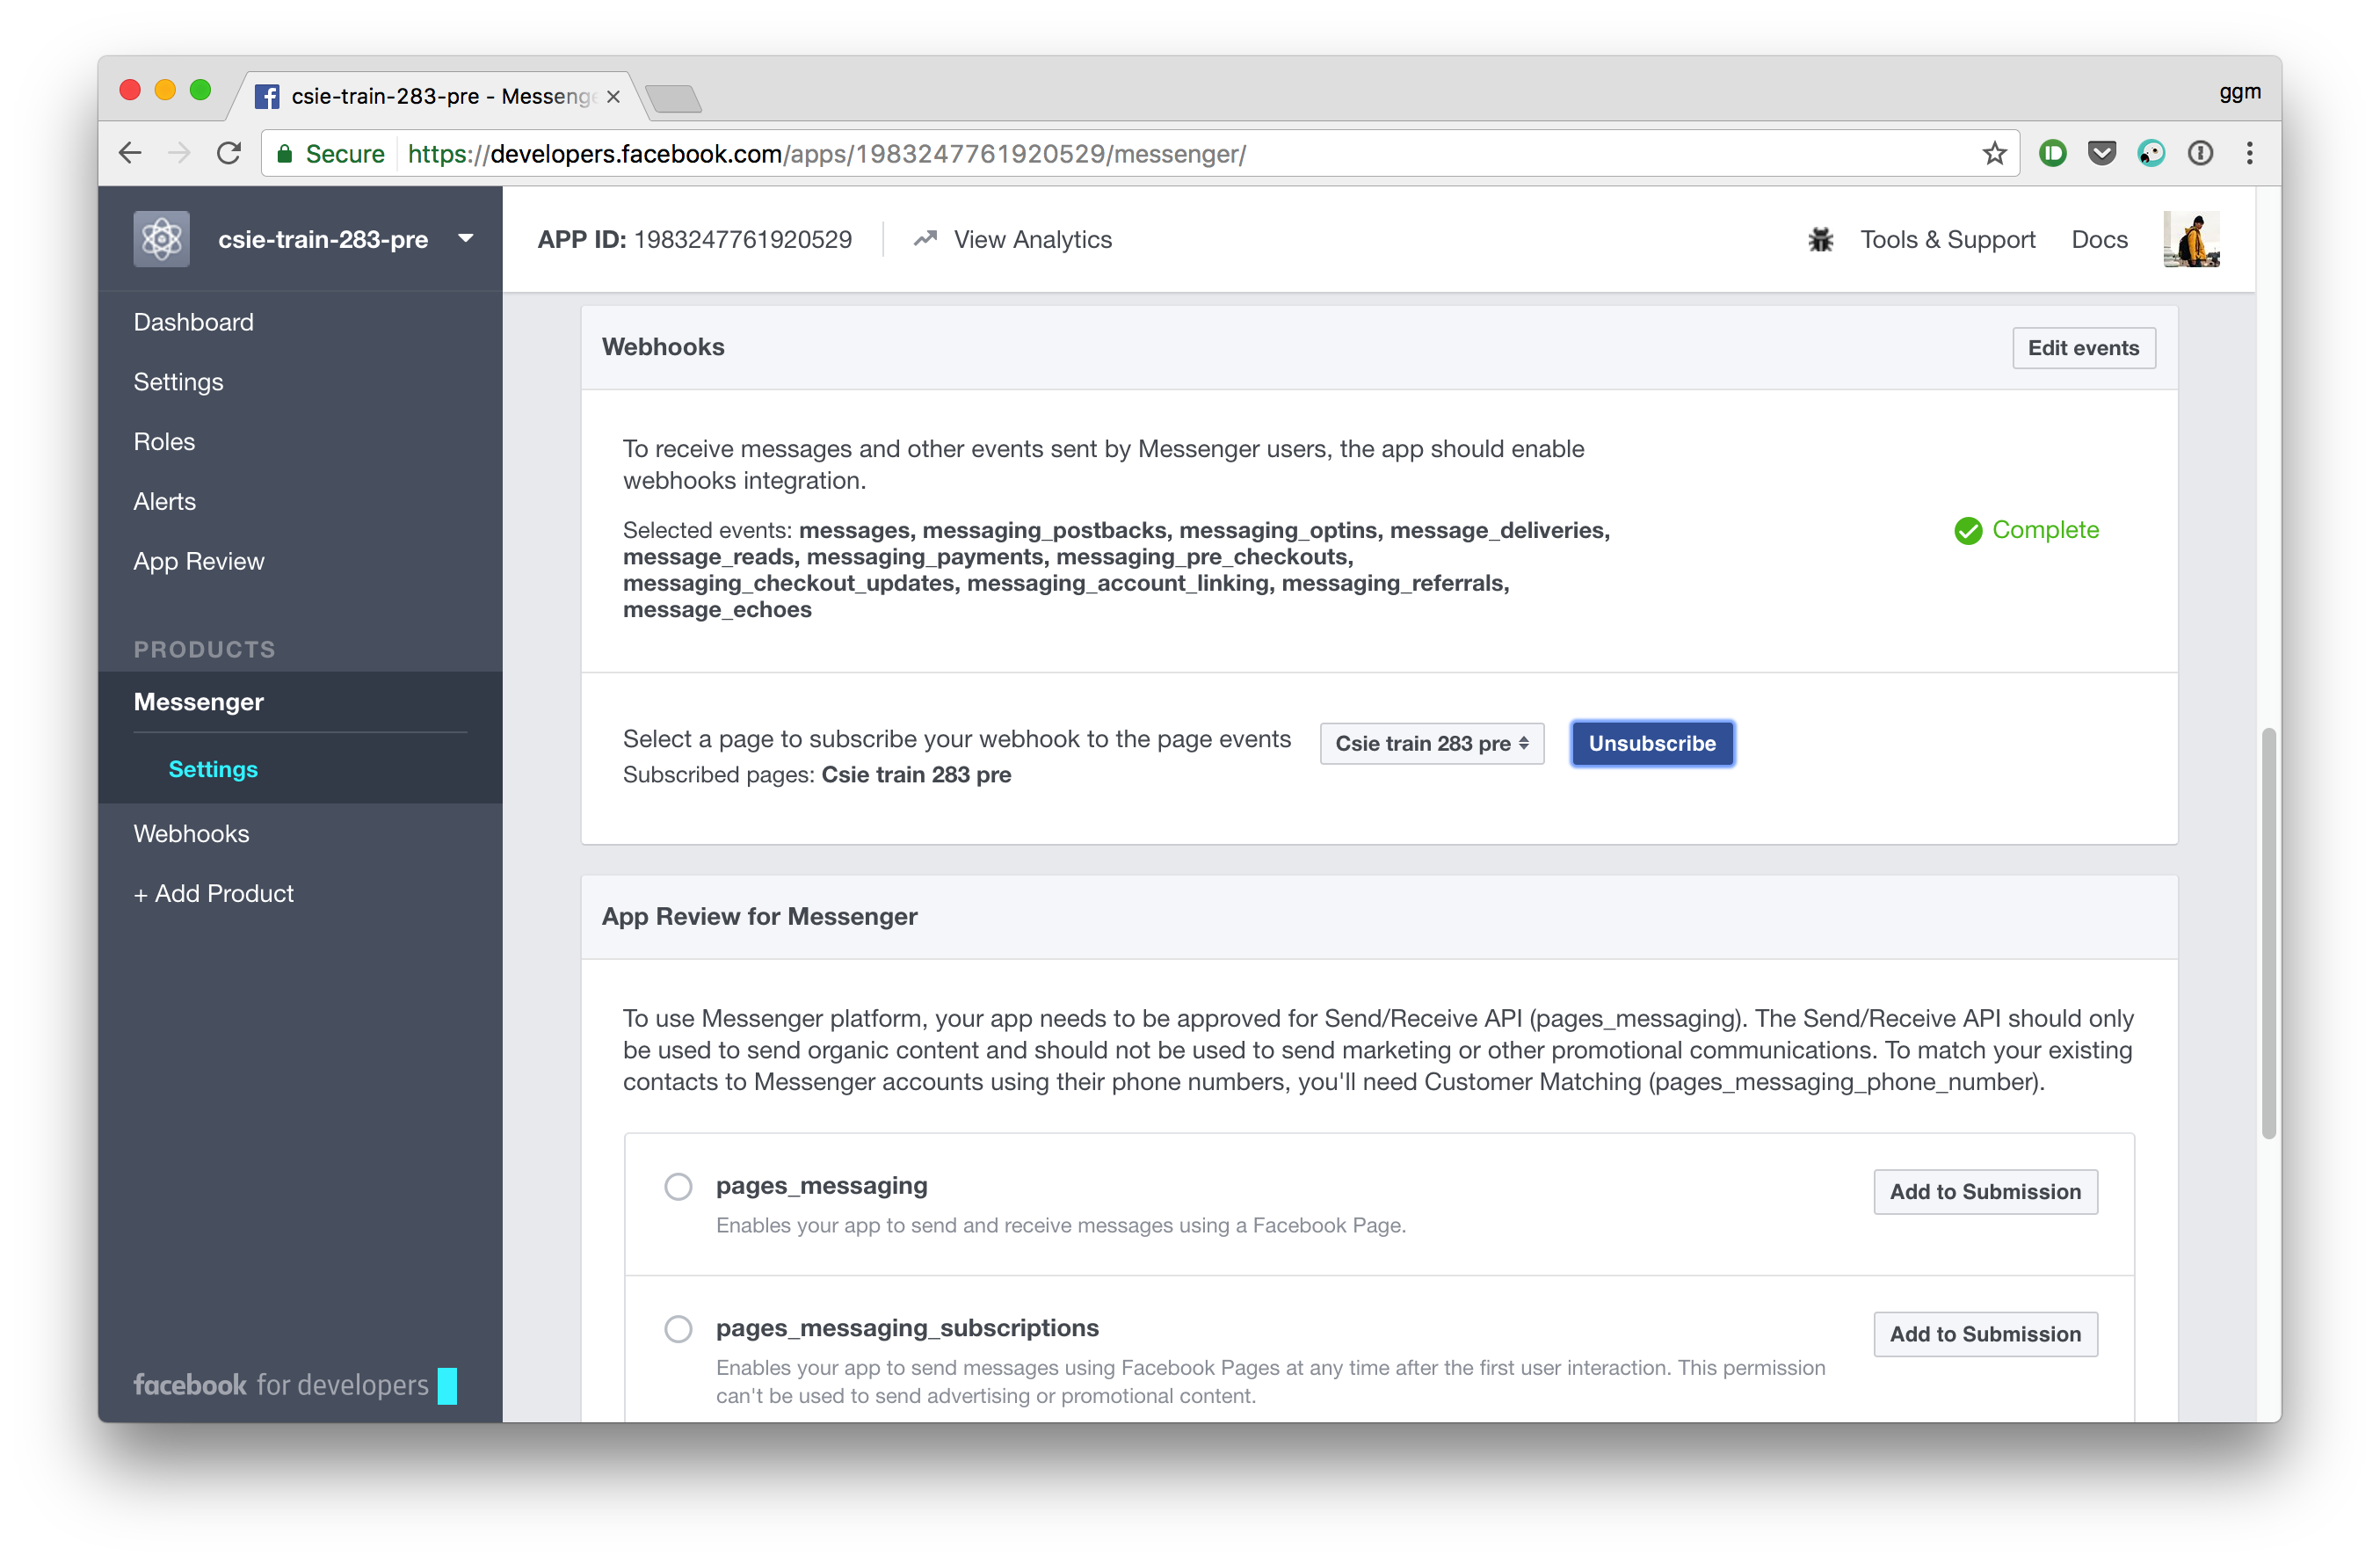 csie-train-283-pre - Messenge
ggm
Secure https://developers.facebook.com/apps/1983247761920529/messenger/
csie-train-283-pre
APP ID: 1983247761920529
View Analytics
Tools & Support
Docs
Dashboard
Settings
Roles
Alerts
App Review
PRODUCTS
Messenger
Settings
Webhooks
+ Add Product
facebook for developers
Webhooks
Edit events
To receive messages and other events sent by Messenger users, the app should enable
webhooks integration.
Selected events: messages, messaging_postbacks, messaging_optins, message_deliveries,
message_reads, messaging_payments, messaging_pre_checkouts,
messaging_checkout_updates, messaging_account_linking, messaging_referrals,
message_echoes
Complete
Select a page to subscribe your webhook to the page events
Csie train 283 pre
Unsubscribe
Subscribed pages: Csie train 283 pre
App Review for Messenger
To use Messenger platform, your app needs to be approved for Send/Receive API (pages_messaging). The Send/Receive API should only
be used to send organic content and should not be used to send marketing or other promotional communications. To match your existing
contacts to Messenger accounts using their phone numbers, you'll need Customer Matching (pages_messaging_phone_number).
pages_messaging
Add to Submission
Enables your app to send and receive messages using a Facebook Page.
pages_messaging_subscriptions
Add to Submission
Enables your app to send messages using Facebook Pages at any time after the first user interaction. This permission
can't be used to send advertising or promotional content.